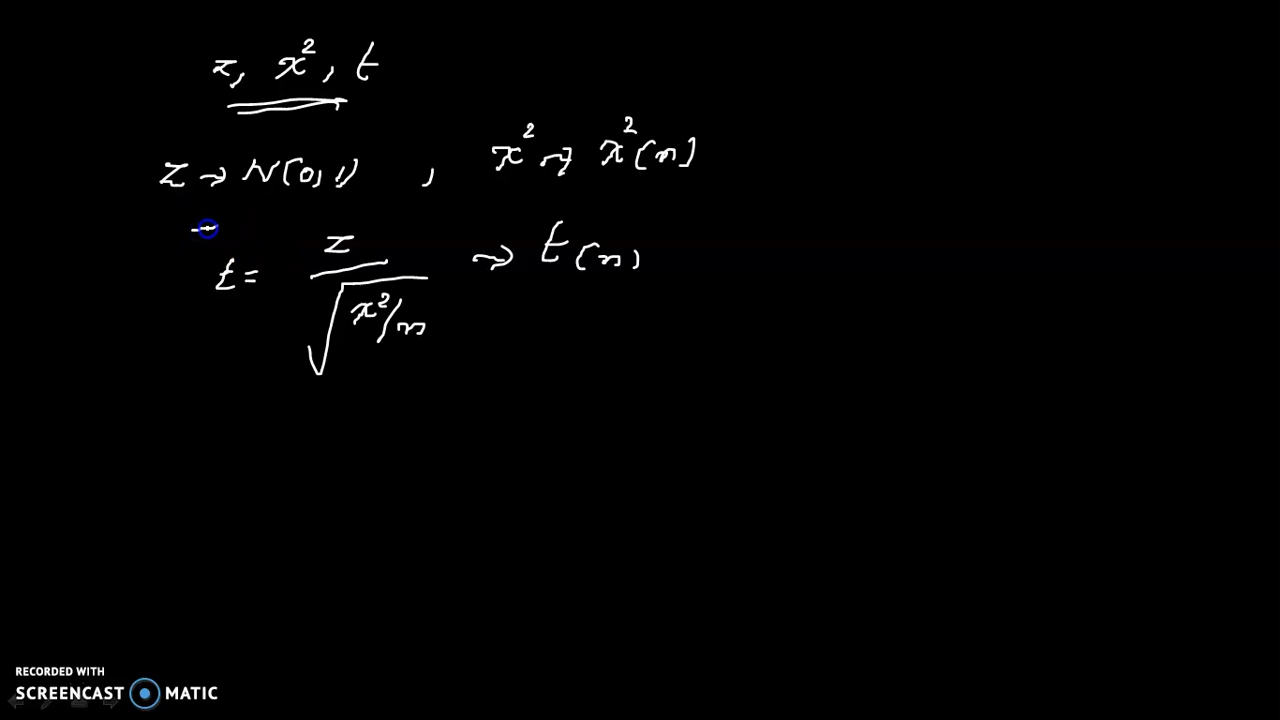 z, χ², t
Z → N(0,1) , χ² → χ²(n)
t = z / √(χ²/n) → t(n)
RECORDED WITH
SCREENCAST MATIC